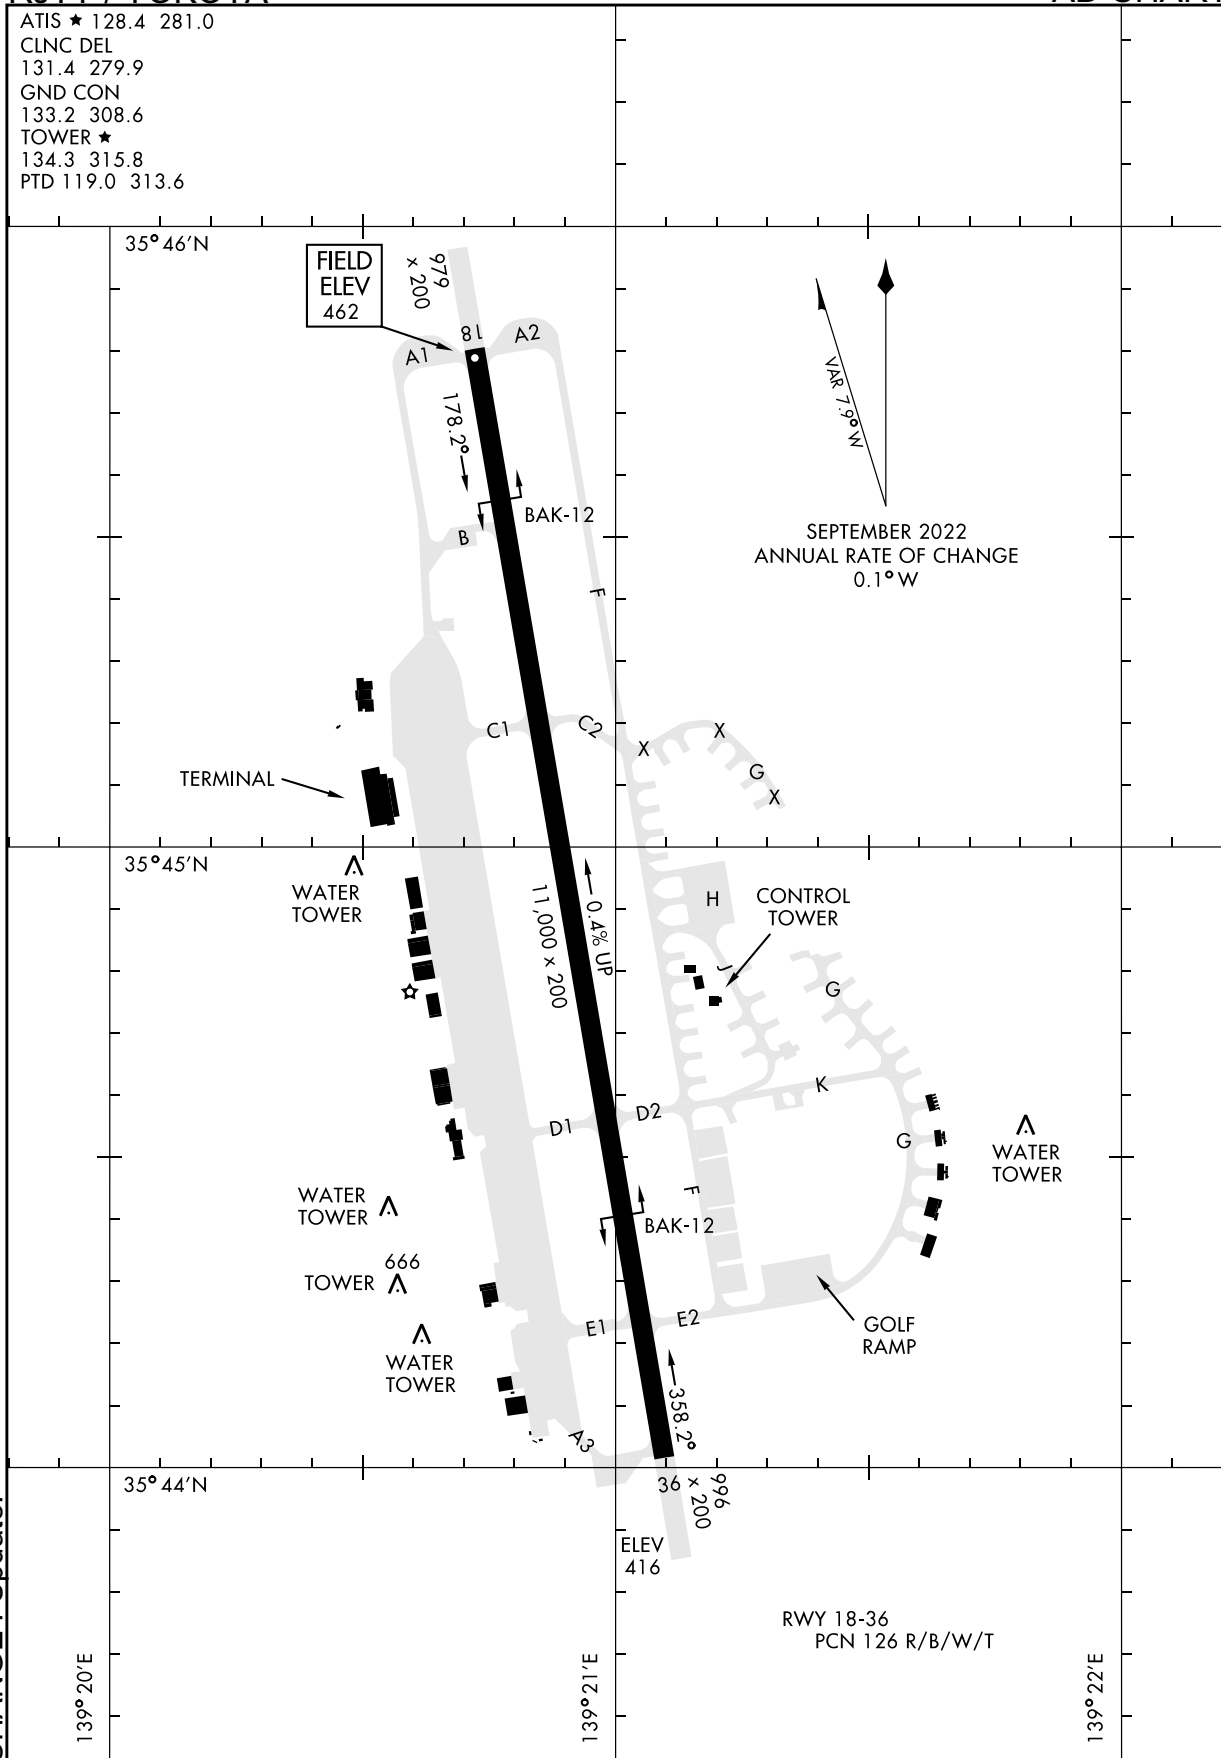 ATIS ★ 128.4 281.0
CLNC DEL
131.4 279.9
GND CON
133.2 308.6
TOWER ★
134.3 315.8
PTD 119.0 313.6
35°46'N
FIELD
ELEV
462
979
x 200
18
A1
A2
178.2°
VAR 7.9°W
BAK-12
B
SEPTEMBER 2022
ANNUAL RATE OF CHANGE
0.1°W
F
C1
C2
X
X
G
X
TERMINAL
35°45'N
WATER
TOWER
11,000 x 200
0.4% UP
H
CONTROL
TOWER
J
G
K
D1
D2
G
WATER
TOWER
WATER
TOWER
F
BAK-12
666
TOWER
E1
E2
GOLF
RAMP
WATER
TOWER
358.2°
A3
35°44'N
36
996
x 200
ELEV
416
RWY 18-36
PCN 126 R/B/W/T
139°20'E
139°21'E
139°22'E